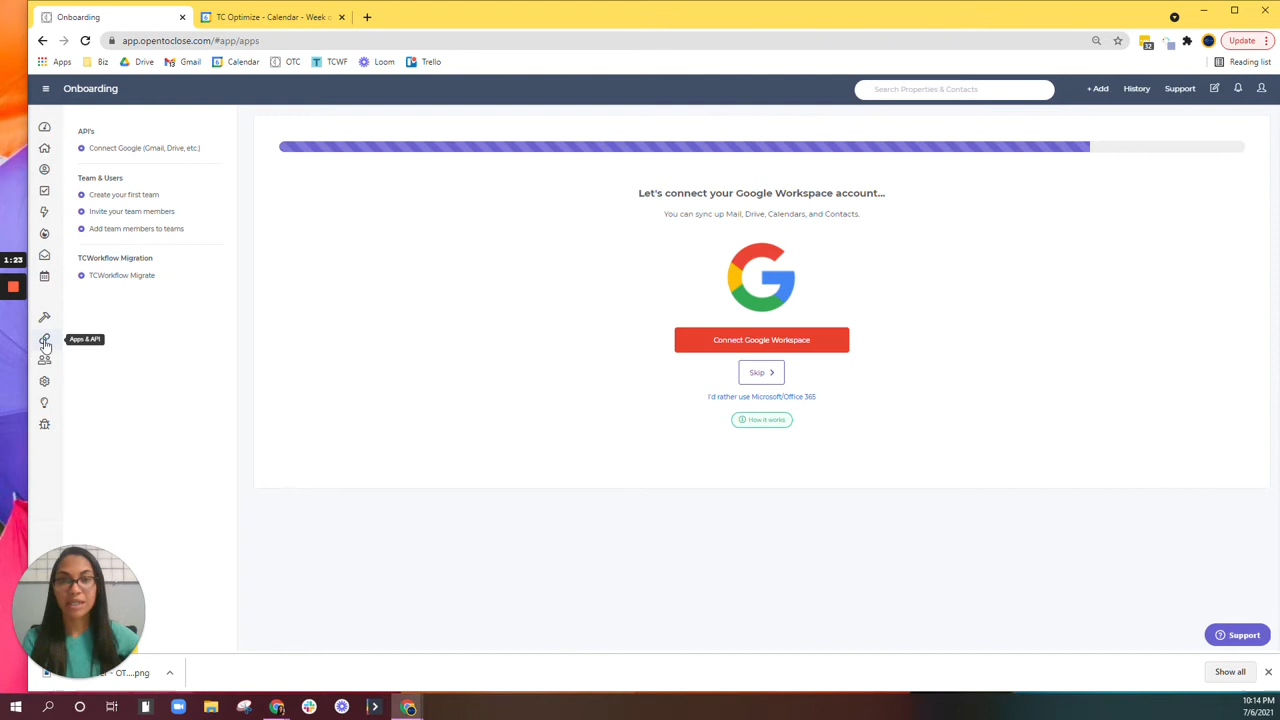 Onboarding
TC Optimize - Calendar - Week o
app.opentoclose.com/#app/apps
32
Update
Apps
Biz
Drive
Gmail
Calendar
OTC
TCWF
Loom
Trello
Reading list
Onboarding
Search Properties & Contacts
+ Add
History
Support
API's
Connect Google (Gmail, Drive, etc.)
Team & Users
Create your first team
Invite your team members
Add team members to teams
TCWorkflow Migration
TCWorkflow Migrate
1:23
Apps & API
Let's connect your Google Workspace account...
You can sync up Mail, Drive, Calendars, and Contacts.
Connect Google Workspace
Skip
I'd rather use Microsoft/Office 365
How it works
Support
OT....png
Show all
10:14 PM
7/6/2021